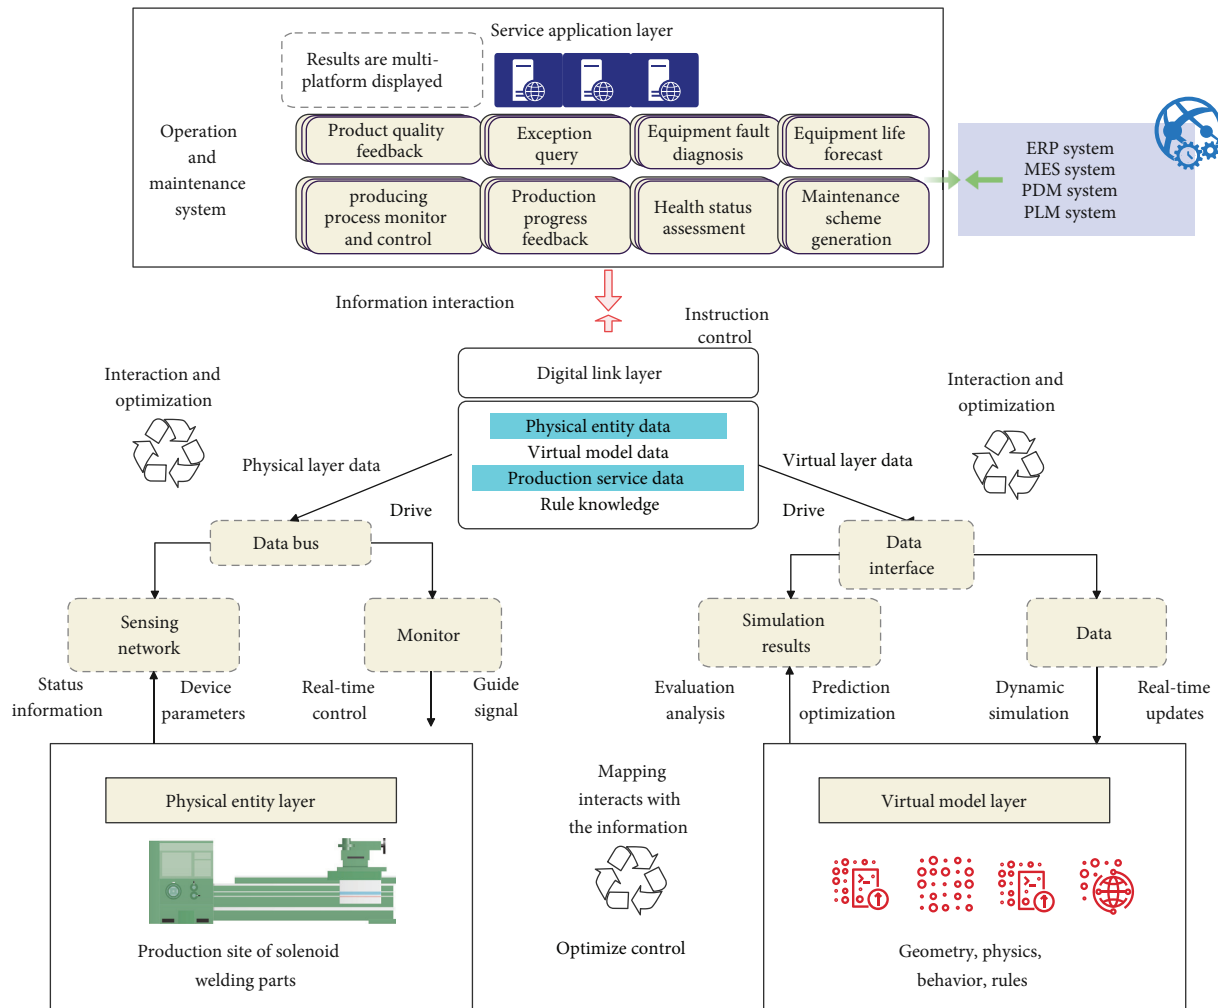 Service application layer
Results are multi-
platform displayed
Operation
and
maintenance
system
Product quality
feedback
Exception
query
Equipment fault
diagnosis
Equipment life
forecast
producing
process monitor
and control
Production
progress
feedback
Health status
assessment
Maintenance
scheme
generation
ERP system
MES system
PDM system
PLM system
Information interaction
Instruction
control
Digital link layer
Interaction and
optimization
Interaction and
optimization
Physical entity data
Virtual model data
Production service data
Rule knowledge
Physical layer data
Virtual layer data
Drive
Drive
Data bus
Data
interface
Sensing
network
Monitor
Simulation
results
Data
Status
information
Device
parameters
Real-time
control
Guide
signal
Evaluation
analysis
Prediction
optimization
Dynamic
simulation
Real-time
updates
Physical entity layer
Mapping
interacts with
the information
Virtual model layer
Production site of solenoid
welding parts
Optimize control
Geometry, physics,
behavior, rules